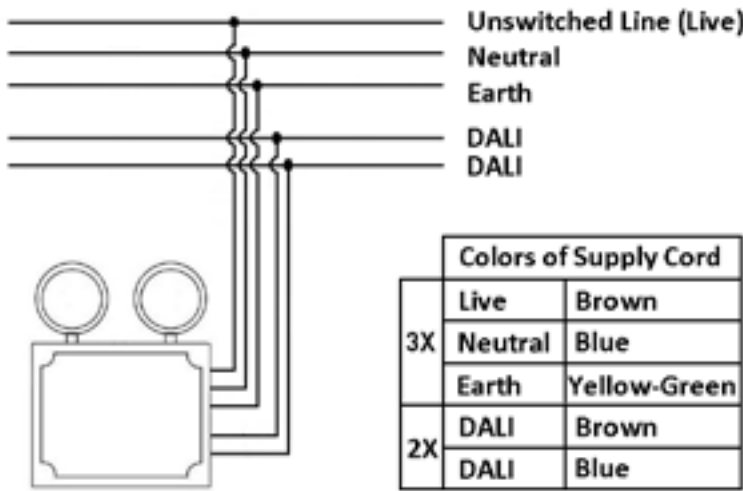 Unswitched Line (Live)
Neutral
Earth
DALI
DALI
Colors of Supply Cord
3X
Live Brown
Neutral Blue
Earth Yellow-Green
2X
DALI Brown
DALI Blue